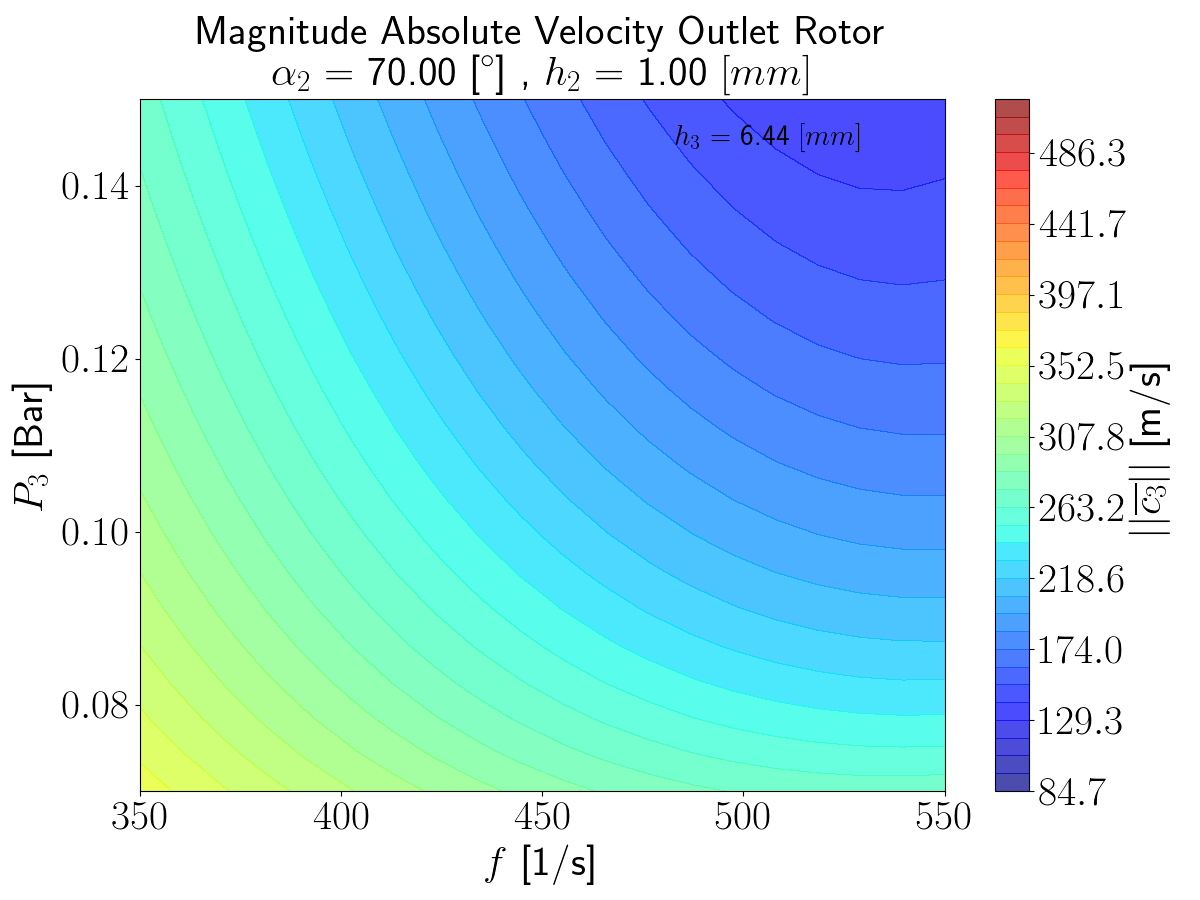 Magnitude Absolute Velocity Outlet Rotor
α₂ = 70.00 [°] , h₂ = 1.00 [mm]
h₃ = 6.44 [mm]
0.14
0.12
0.10
0.08
P₃ [Bar]
350 400 450 500 550
f [1/s]
486.3
441.7
397.1
352.5
307.8
263.2
218.6
174.0
129.3
84.7
||c̅₃|| [m/s]